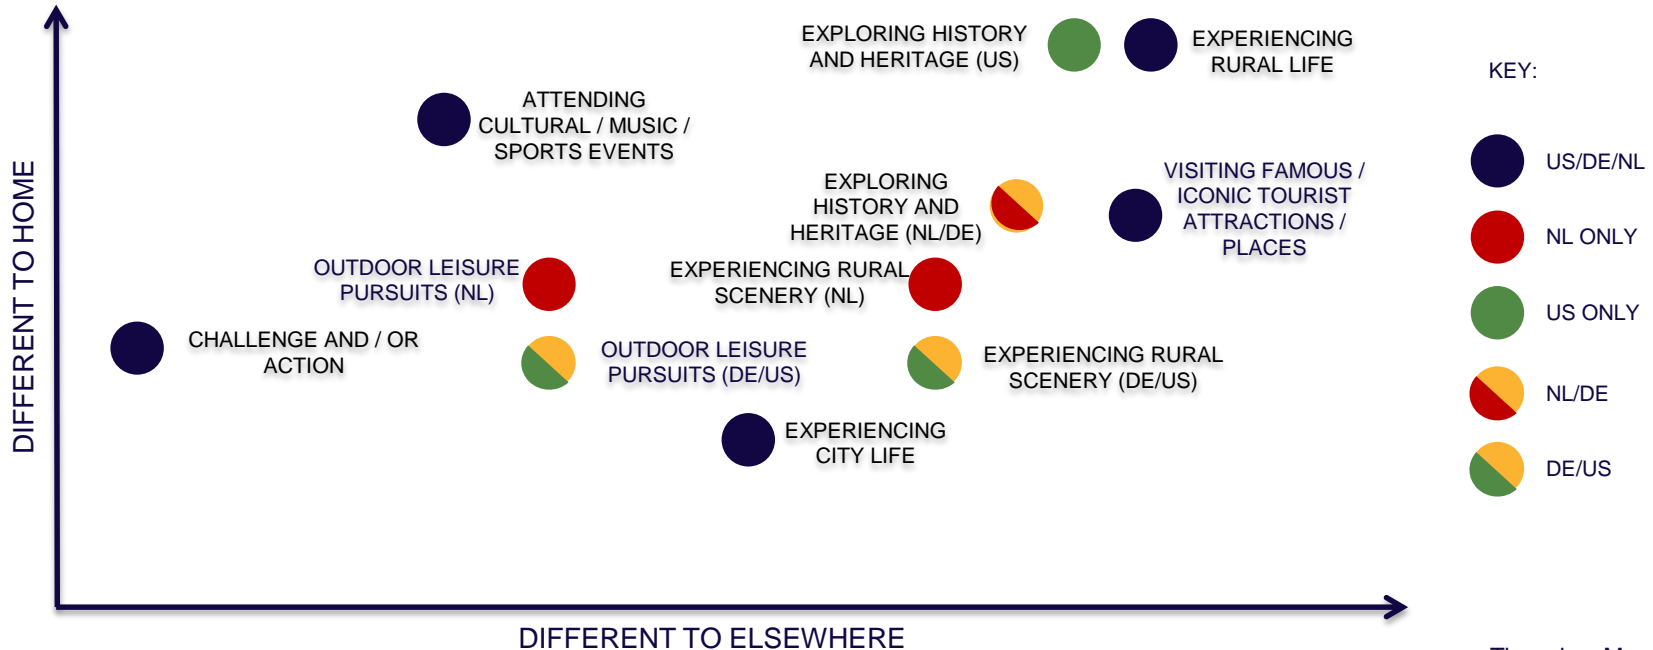 EXPLORING HISTORY
AND HERITAGE (US)
EXPERIENCING
RURAL LIFE
KEY:
ATTENDING
CULTURAL / MUSIC /
SPORTS EVENTS
US/DE/NL
EXPLORING
HISTORY AND
HERITAGE (NL/DE)
VISITING FAMOUS /
ICONIC TOURIST
ATTRACTIONS /
PLACES
NL ONLY
OUTDOOR LEISURE
PURSUITS (NL)
EXPERIENCING RURAL
SCENERY (NL)
US ONLY
CHALLENGE AND / OR
ACTION
OUTDOOR LEISURE
PURSUITS (DE/US)
EXPERIENCING RURAL
SCENERY (DE/US)
NL/DE
EXPERIENCING
CITY LIFE
DE/US
DIFFERENT TO HOME
DIFFERENT TO ELSEWHERE